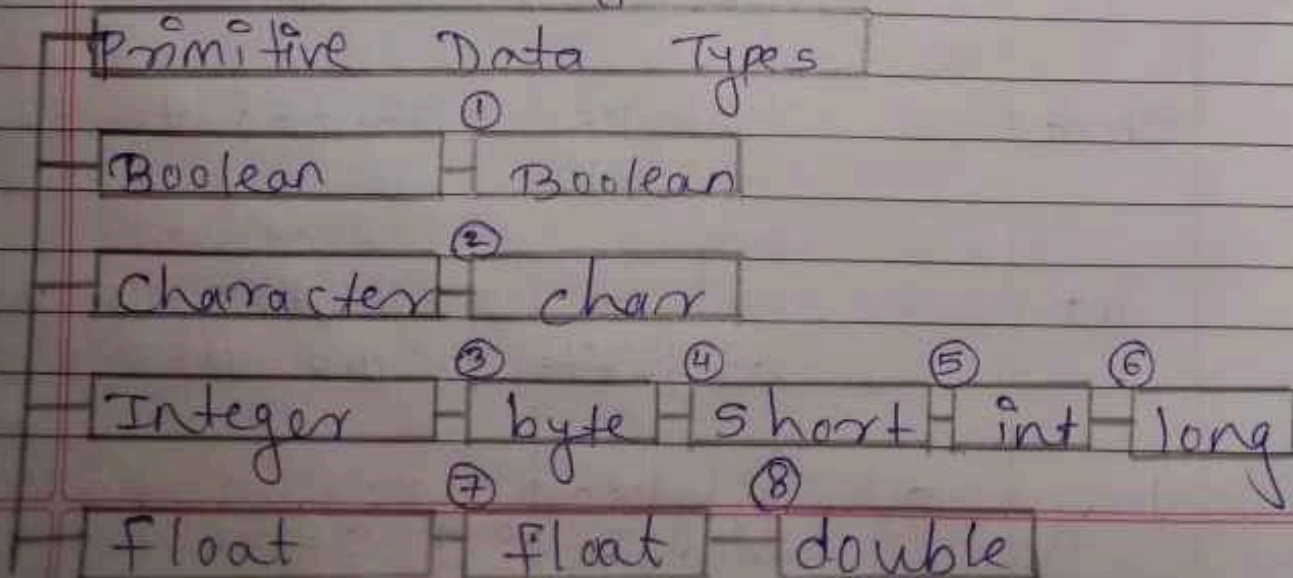 Primitive Data Types
①
Boolean Boolean
②
Character char
③ ④ ⑤ ⑥
Integer byte short int long
⑦ ⑧
float float double